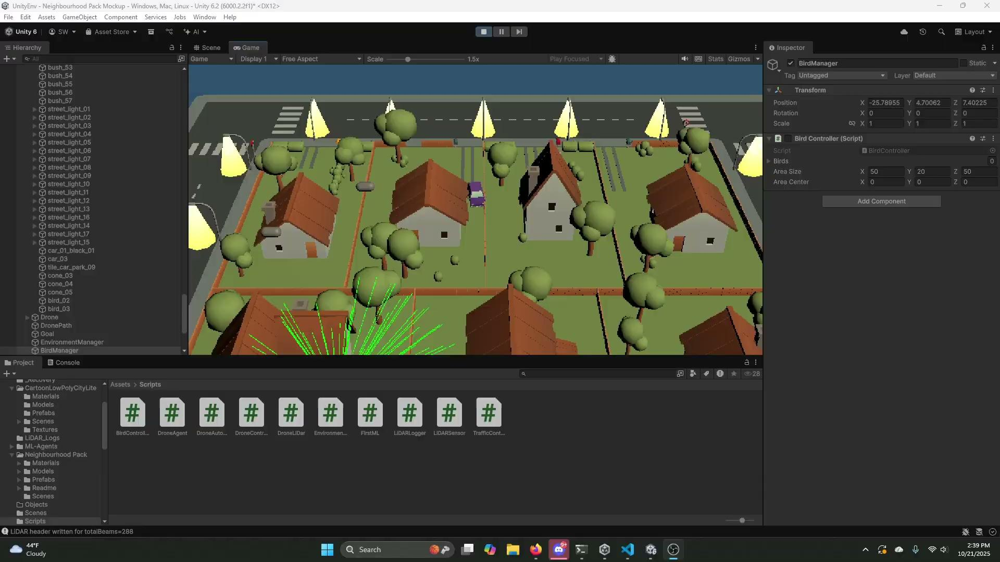 UnityEnv - Neighbourhood Pack Mockup - Windows, Mac, Linux - Unity 6.2 (6000.2.2f1)* <DX12>
File Edit Assets GameObject Component Services Jobs Window Help
Unity 6 SW Asset Store AI Layout
Hierarchy Scene Game Inspector
All Game Display 1 Free Aspect Scale 1.5x Play Focused Stats Gizmos
BirdManager Static
Tag Untagged Layer Default
Transform
Position X -25.78955 Y 4.70062 Z 7.40225
Rotation X 0 Y 0 Z 0
Scale X 1 Y 1 Z 1
# Bird Controller (Script)
Script BirdController
Birds 0
Area Size X 50 Y 20 Z 50
Area Center X 0 Y 0 Z 0
Add Component
bush_53
bush_54
bush_55
bush_56
bush_57
street_light_01
street_light_02
street_light_03
street_light_04
street_light_05
street_light_06
street_light_07
street_light_08
street_light_09
street_light_10
street_light_11
street_light_12
street_light_13
street_light_16
street_light_14
street_light_17
street_light_15
car_01_black_01
car_03
tile_car_park_09
cone_03
cone_04
cone_05
bird_02
bird_03
Drone
DronePath
Goal
EnvironmentManager
BirdManager
Project Console
28
_Recovery
CartoonLowPolyCityLite
Materials
Models
Prefabs
Scenes
Textures
LiDAR_Logs
ML-Agents
Neighbourhood Pack
Materials
Models
Prefabs
Readme
Scenes
Objects
Scenes
Scripts
Assets > Scripts
# # # # # # # # # #
BirdControll... DroneAgent DroneAuto... DroneContr... DroneLiDar Environmen... FirstML LiDARLogger LiDARSensor TrafficCont...
LiDAR header written for totalBeams=288
44°F
Cloudy
Search
9+
2:39 PM
10/21/2025